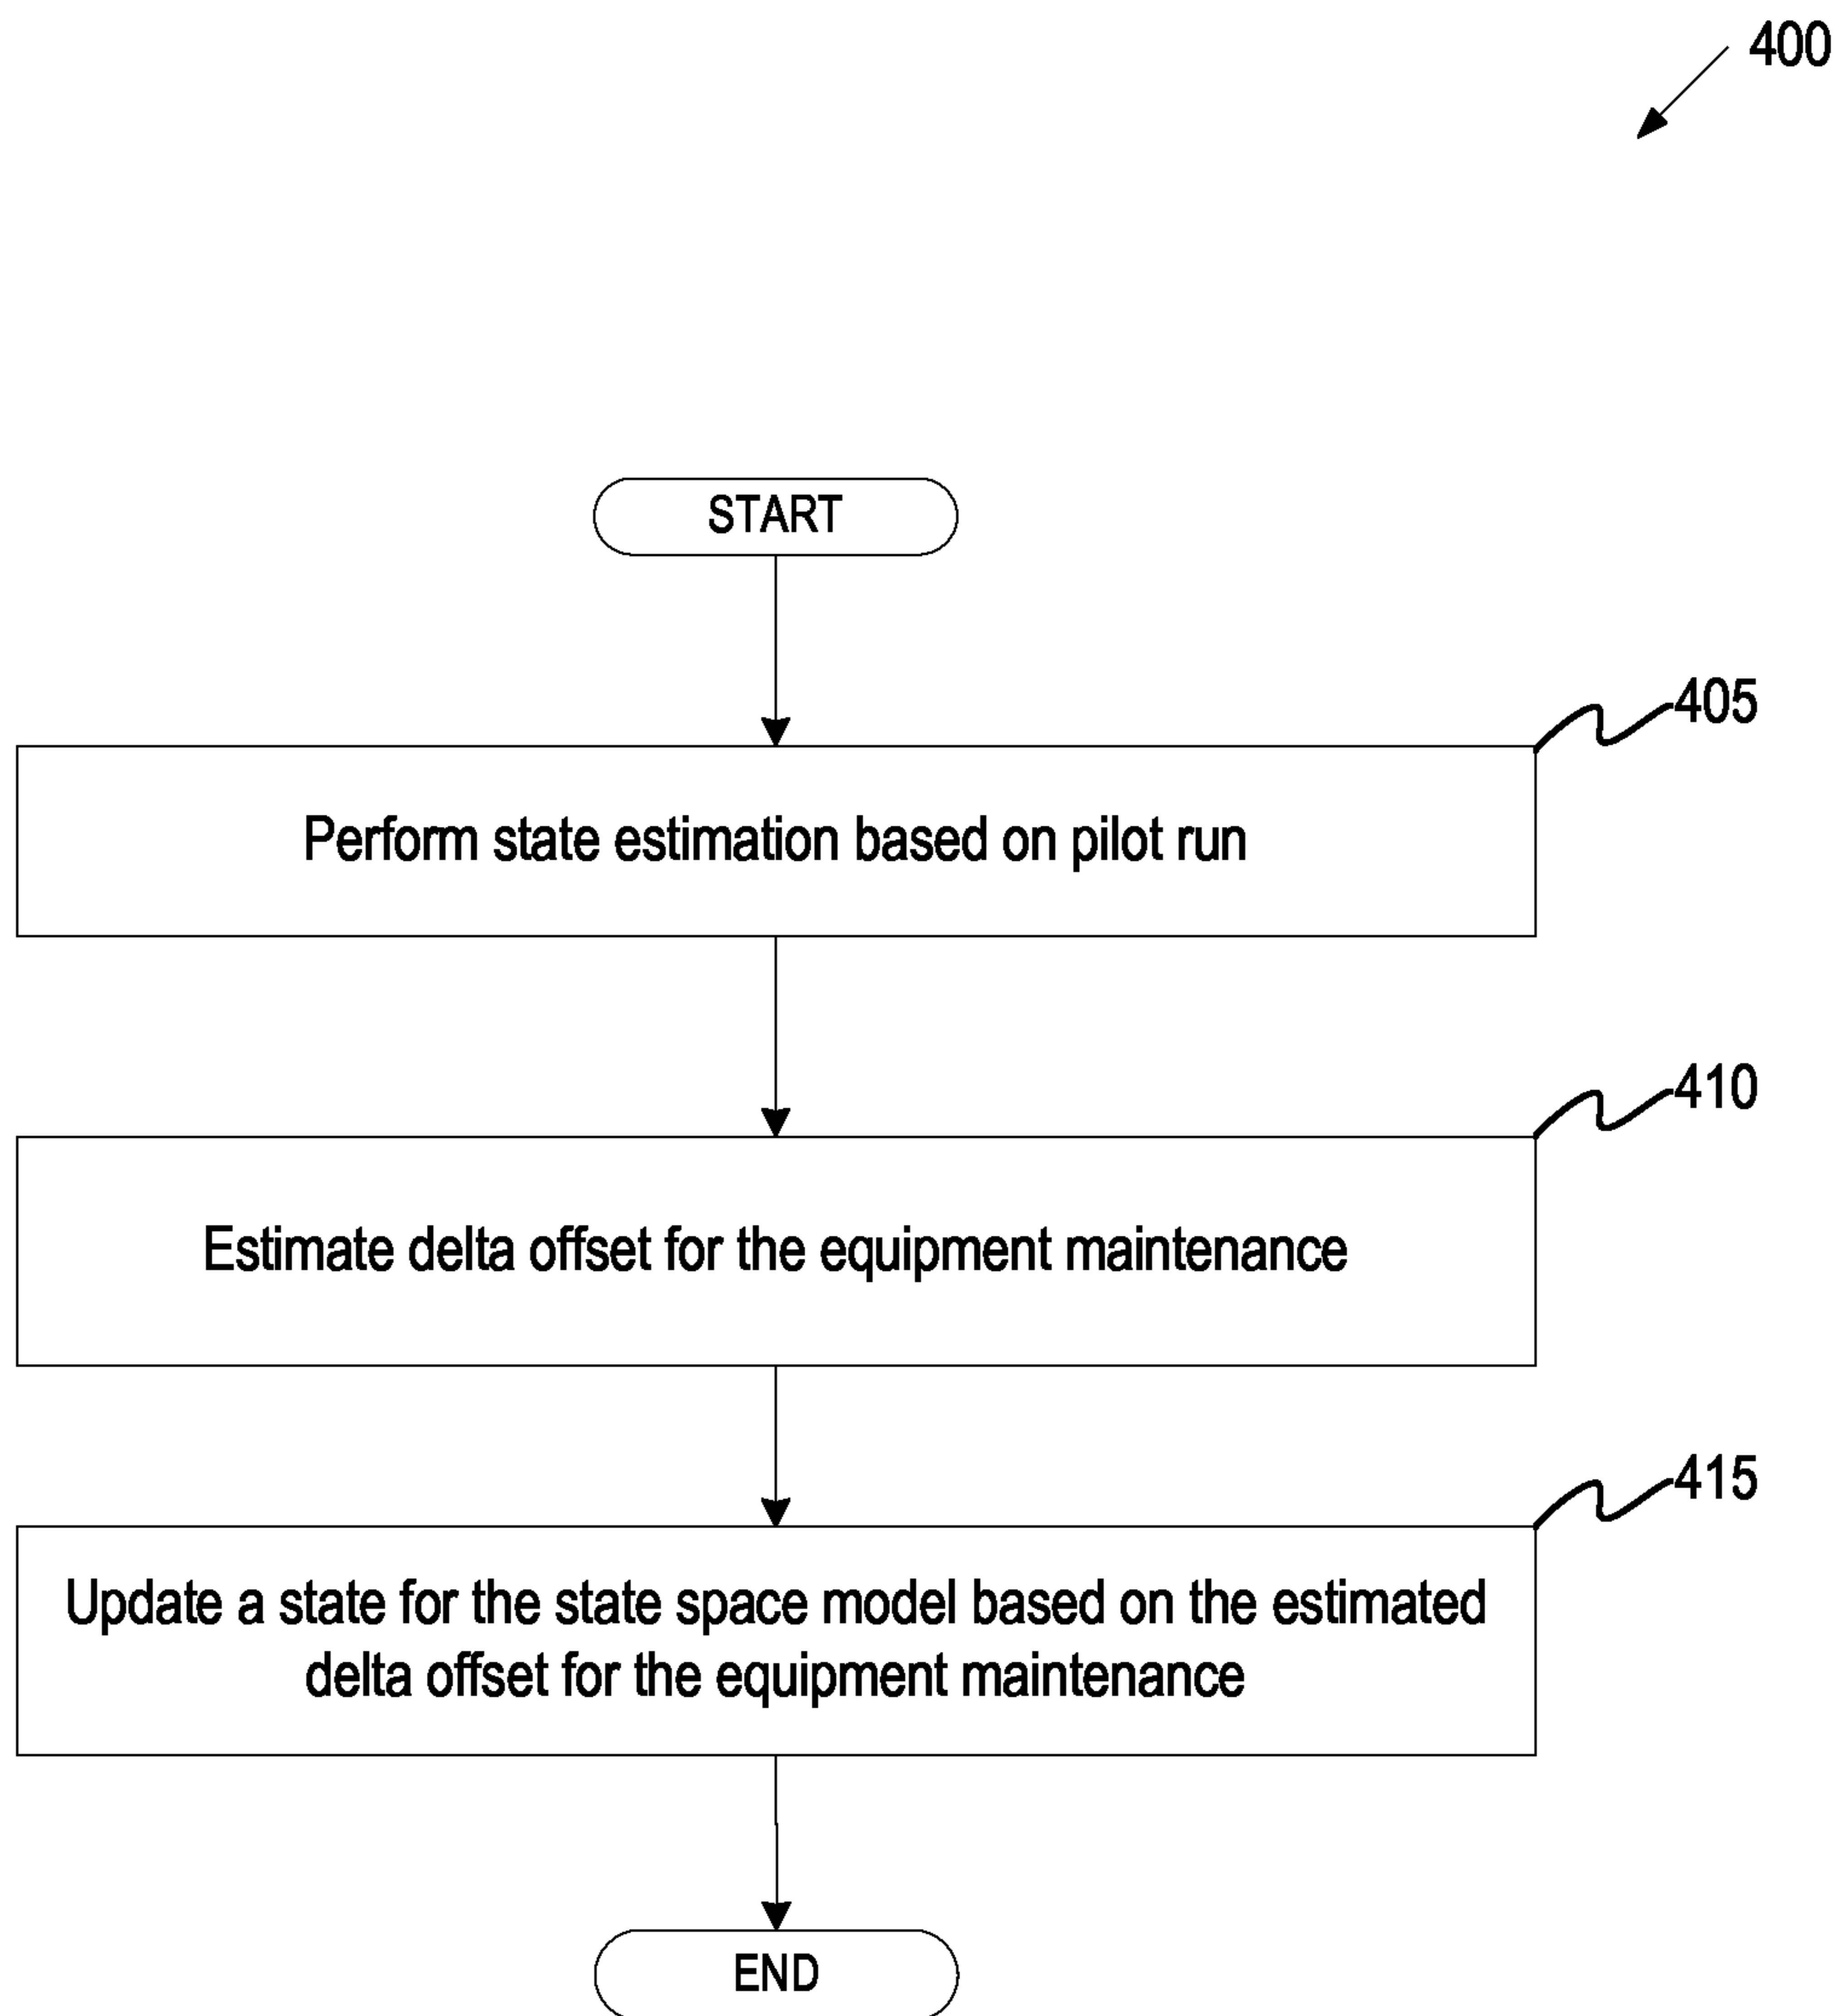 400
START
405
Perform state estimation based on pilot run
410
Estimate delta offset for the equipment maintenance
415
Update a state for the state space model based on the estimated
delta offset for the equipment maintenance
END